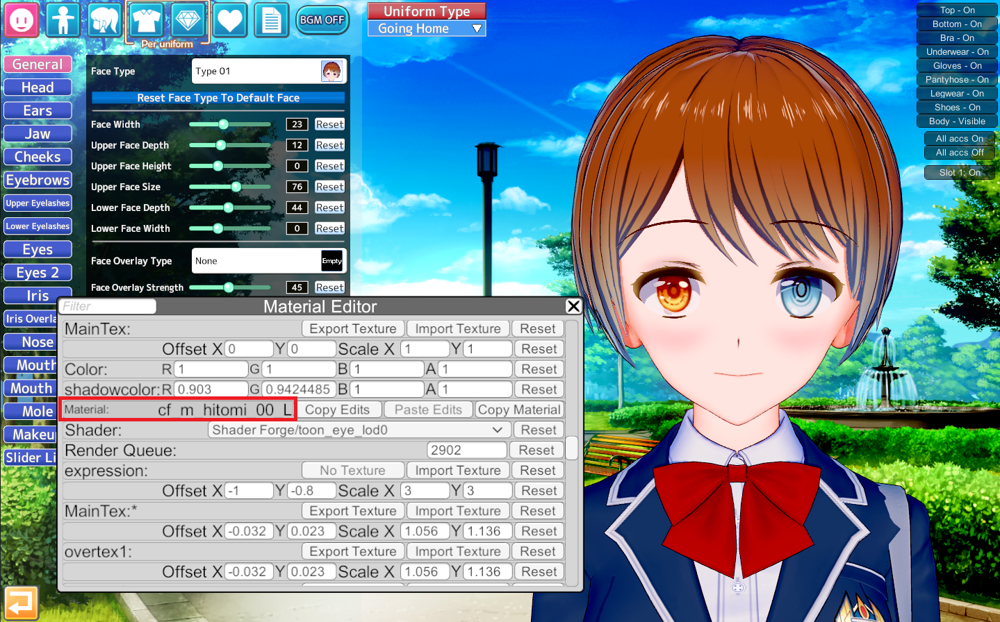 BGM OFF
Per uniform
Uniform Type
Going Home
Top - On
Bottom - On
Bra - On
Underwear - On
Gloves - On
Pantyhose - On
Legwear - On
Shoes - On
Body - Visible
All accs On
All accs Off
Slot 1: On
General
Head
Ears
Jaw
Cheeks
Eyebrows
Upper Eyelashes
Lower Eyelashes
Eyes
Eyes 2
Iris
Iris Overla
Nose
Mouth
Mouth
Mole
Makeu
Slider Li
Face Type Type 01
Reset Face Type To Default Face
Face Width 23 Reset
Upper Face Depth 12 Reset
Upper Face Height 0 Reset
Upper Face Size 76 Reset
Lower Face Depth 44 Reset
Lower Face Width 0 Reset
Face Overlay Type None Empty
Face Overlay Strength 45 Reset
Filter Material Editor X
MainTex: Export Texture Import Texture Reset
Offset X 0 Y 0 Scale X 1 Y 1 Reset
Color: R 1 G 1 B 1 A 1 Reset
shadowcolor: R 0.903 G 0.9424485 B 1 A 1 Reset
Material: cf_m_hitomi_00_L Copy Edits Paste Edits Copy Material
Shader: Shader Forge/toon_eye_lod0 Reset
Render Queue: 2902 Reset
expression: No Texture Import Texture Reset
Offset X -1 Y -0.8 Scale X 3 Y 3 Reset
MainTex:* Export Texture Import Texture Reset
Offset X -0.032 Y 0.023 Scale X 1.056 Y 1.136 Reset
overtex1: Export Texture Import Texture Reset
Offset X -0.032 Y 0.023 Scale X 1.056 Y 1.136 Reset